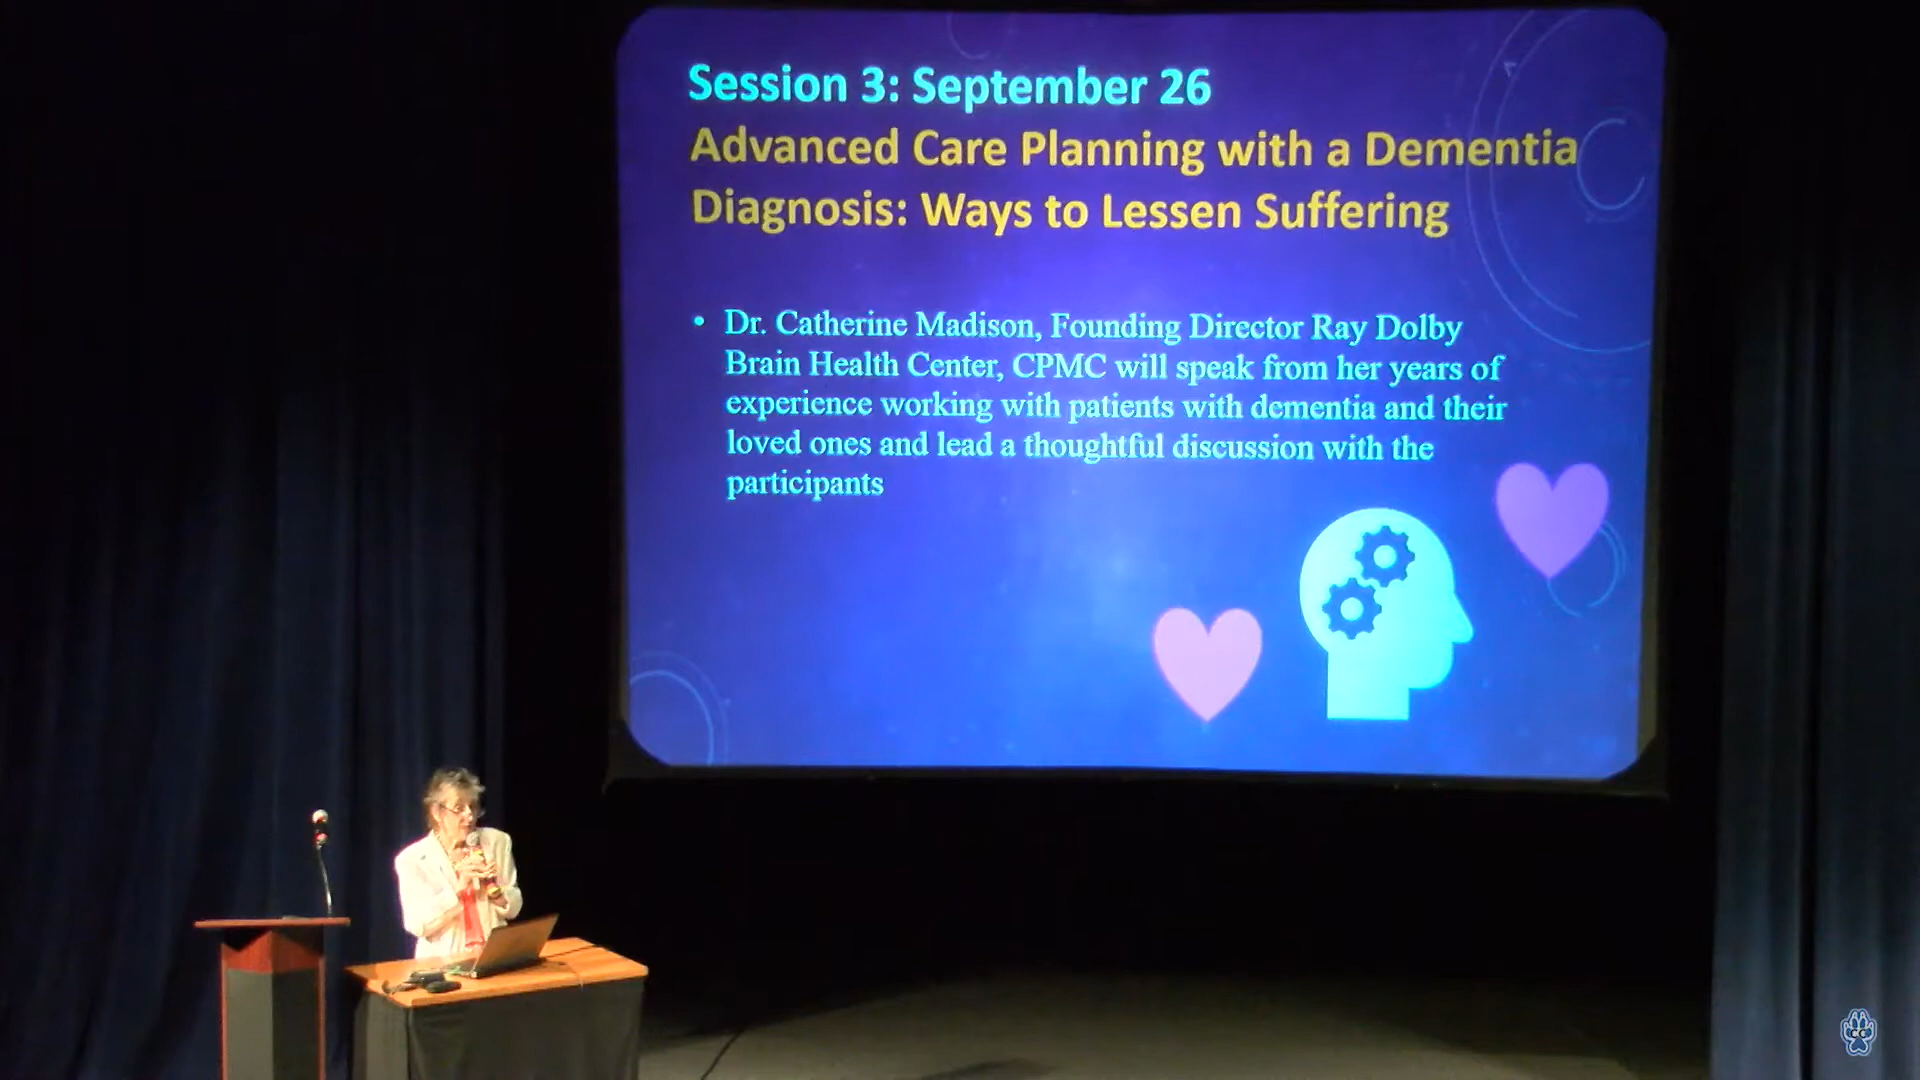 Session 3: September 26
Advanced Care Planning with a Dementia
Diagnosis: Ways to Lessen Suffering
• Dr. Catherine Madison, Founding Director Ray Dolby
Brain Health Center, CPMC will speak from her years of
experience working with patients with dementia and their
loved ones and lead a thoughtful discussion with the
participants